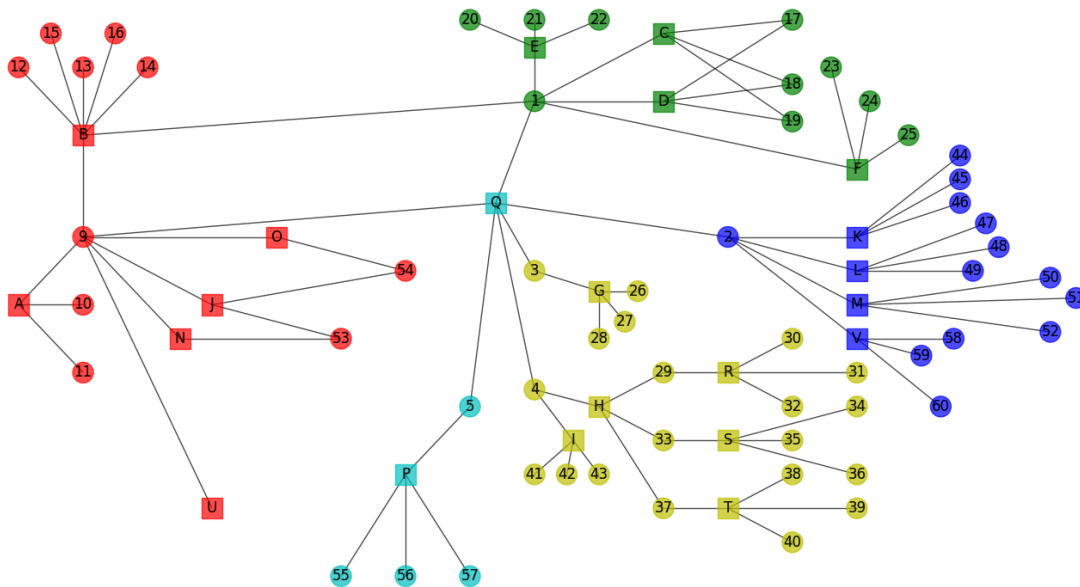 20 21 22 17
15 16 C
E
12 13 14 23
18
1 D 24
19
B 25
44
F
45
Q 46
47
9 O 2 K
48
54 3 L 49
50
G 26
A 10 J M 51
27
52
N 53 28 V 58
30
59
11 29 R 31
4
5 H 32 34 60
I 33 S 35
P 41 42 43 38 36
U 37 T 39
40
55 56 57